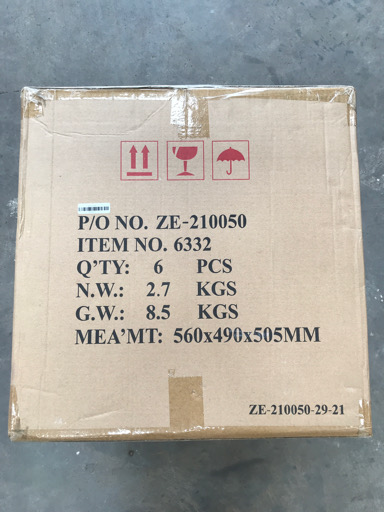 P/O NO. ZE-210050
ITEM NO. 6332
Q'TY: 6 PCS
N.W.: 2.7 KGS
G.W.: 8.5 KGS
MEA'MT: 560x490x505MM
ZE-210050-29-21